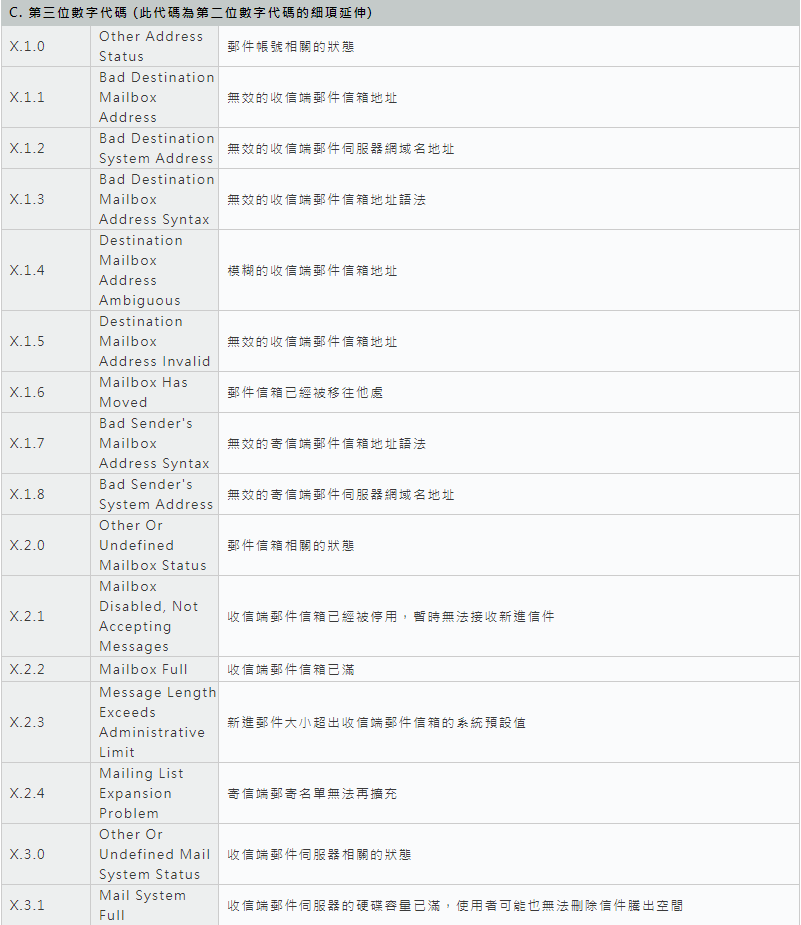 C. 第三位數字代碼 (此代碼為第二位數字代碼的細項延伸)
X.1.0
Other Address
Status
郵件帳號相關的狀態
X.1.1
Bad Destination
Mailbox
Address
無效的收信端郵件信箱地址
X.1.2
Bad Destination
System Address
無效的收信端郵件伺服器網域名地址
X.1.3
Bad Destination
Mailbox
Address Syntax
無效的收信端郵件信箱地址語法
X.1.4
Destination
Mailbox
Address
Ambiguous
模糊的收信端郵件信箱地址
X.1.5
Destination
Mailbox
Address Invalid
無效的收信端郵件信箱地址
X.1.6
Mailbox Has
Moved
郵件信箱已經被移往他處
X.1.7
Bad Sender's
Mailbox
Address Syntax
無效的寄信端郵件信箱地址語法
X.1.8
Bad Sender's
System Address
無效的寄信端郵件伺服器網域名地址
X.2.0
Other Or
Undefined
Mailbox Status
郵件信箱相關的狀態
X.2.1
Mailbox
Disabled, Not
Accepting
Messages
收信端郵件信箱已經被停用，暫時無法接收新進信件
X.2.2
Mailbox Full
收信端郵件信箱已滿
X.2.3
Message Length
Exceeds
Administrative
Limit
新進郵件大小超出收信端郵件信箱的系統預設值
X.2.4
Mailing List
Expansion
Problem
寄信端郵寄名單無法再擴充
X.3.0
Other Or
Undefined Mail
System Status
收信端郵件伺服器相關的狀態
X.3.1
Mail System
Full
收信端郵件伺服器的硬碟容量已滿，使用者可能也無法刪除信件騰出空間